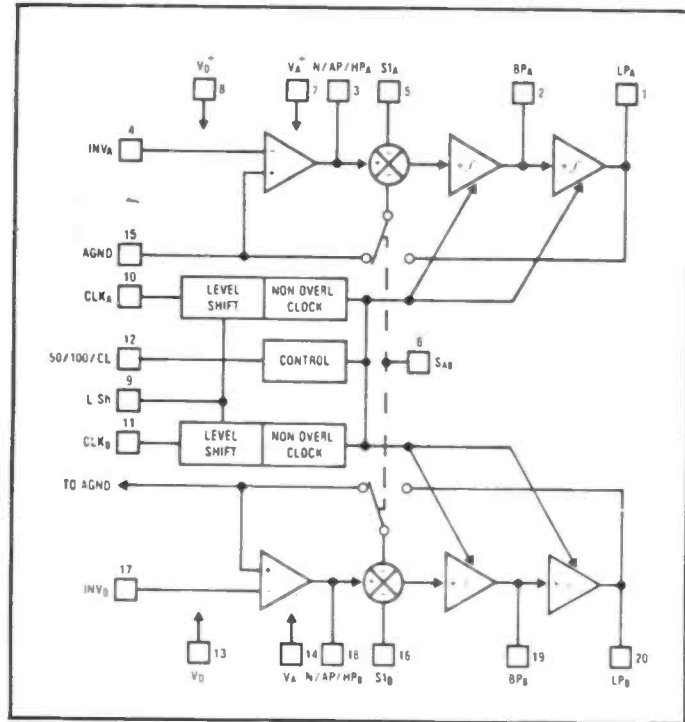 V_D+ V_A+ N/AP/HP_A S1_A BP_A LP_A
8 7 3 5 2 1
4
INV_A
- +
+ - -
+∫ +∫
15
AGND
10
CLK_A
LEVEL SHIFT
NON OVERL CLOCK
12
50/100/CL
CONTROL
6
S_AB
9
L Sh
11
CLK_B
LEVEL SHIFT
NON OVERL CLOCK
TO AGND
17
+ -
+ - -
+ +
13 14 18 16 19 20
V_D V_A N/AP/HP_B S1_B BP_B LP_B